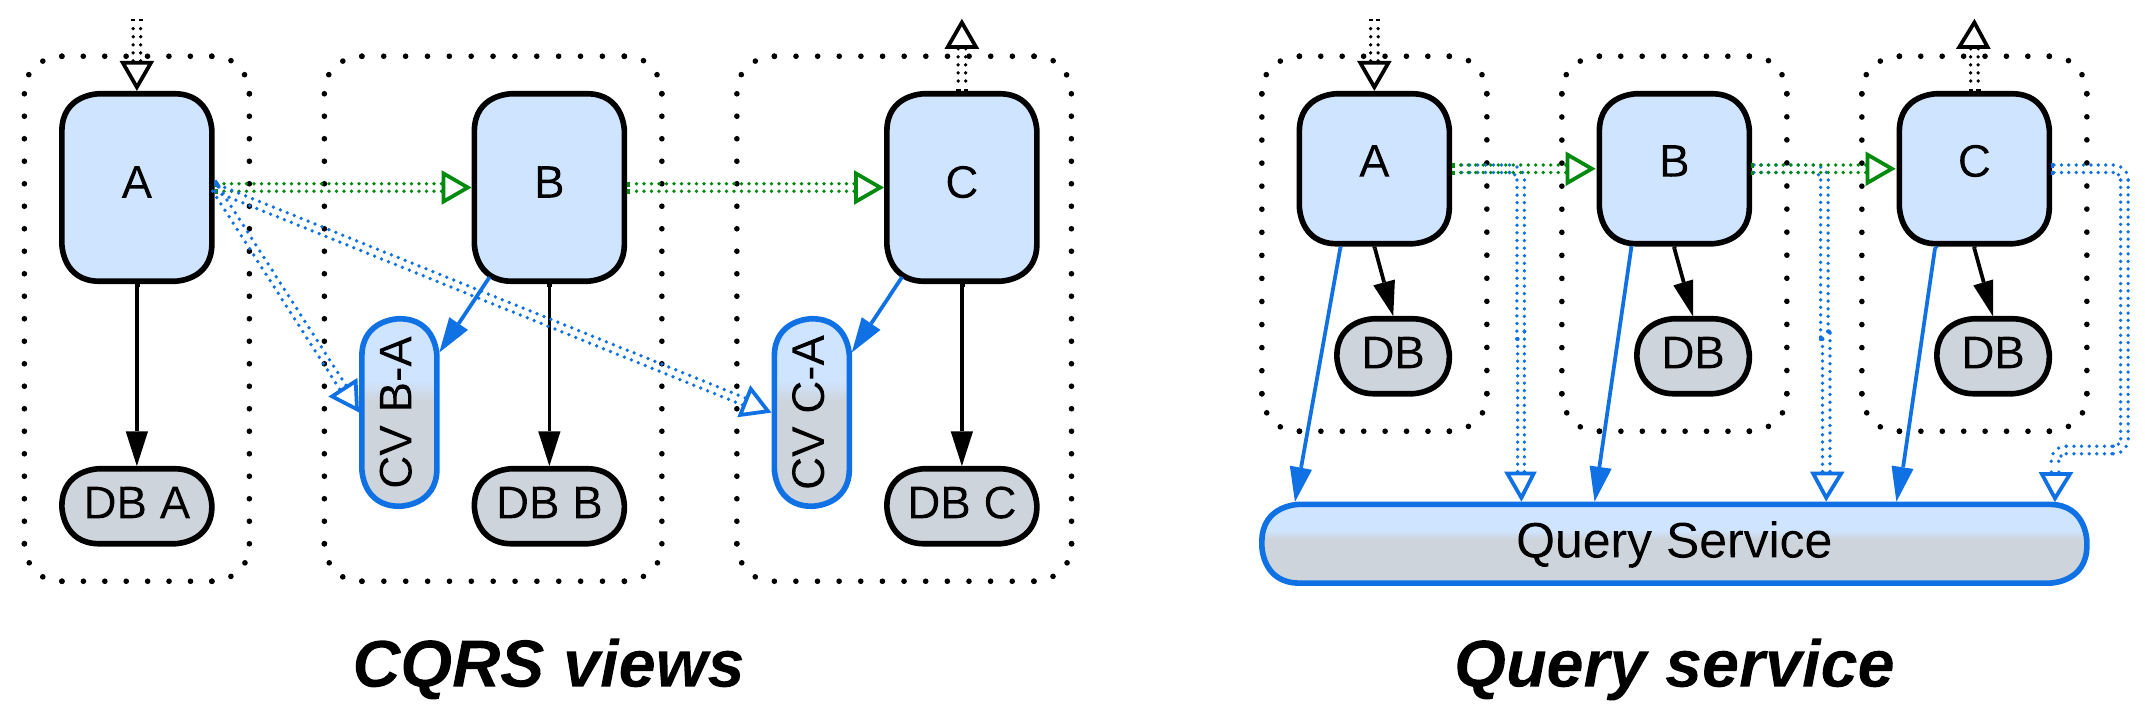 A
B
C
CV B-A
CV C-A
DB A
DB B
DB C
CQRS views
A
B
C
DB
DB
DB
Query Service
Query service